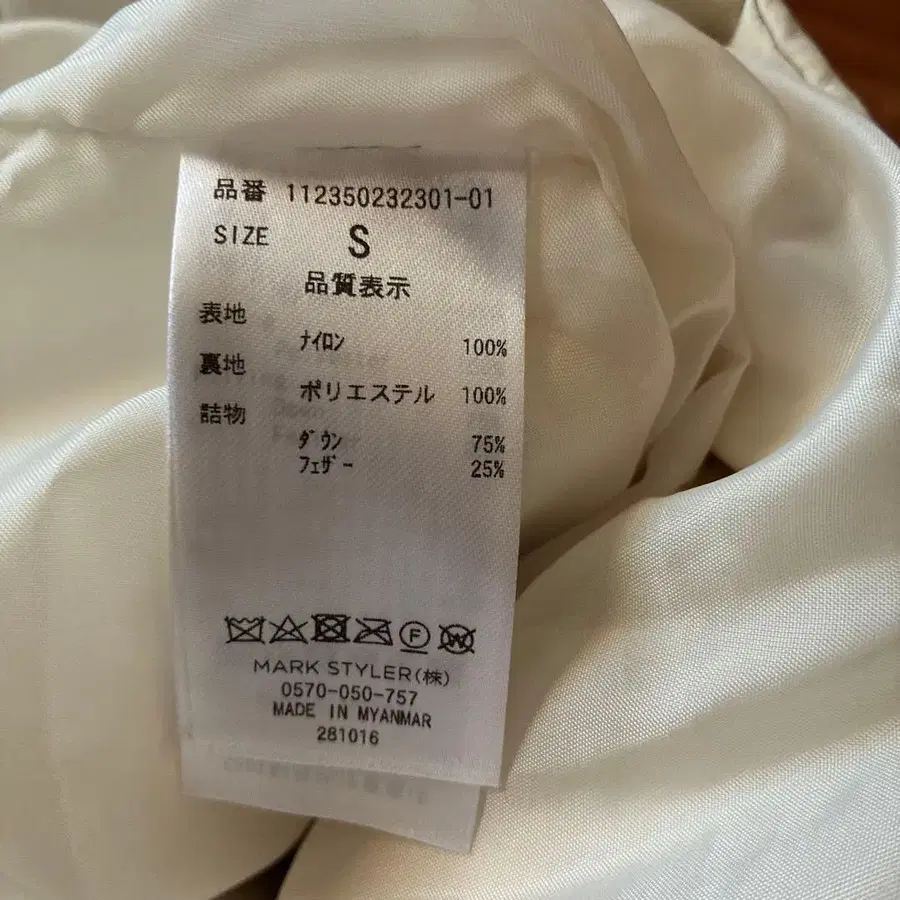 品番 112350232301-01
SIZE S
品質表示
表地
ﾅｲﾛﾝ 100%
裏地
ポリエステル 100%
詰物
ﾀﾞｳﾝ 75%
ﾌｪｻﾞｰ 25%
F W
MARK STYLER(株)
0570-050-757
MADE IN MYANMAR
281016